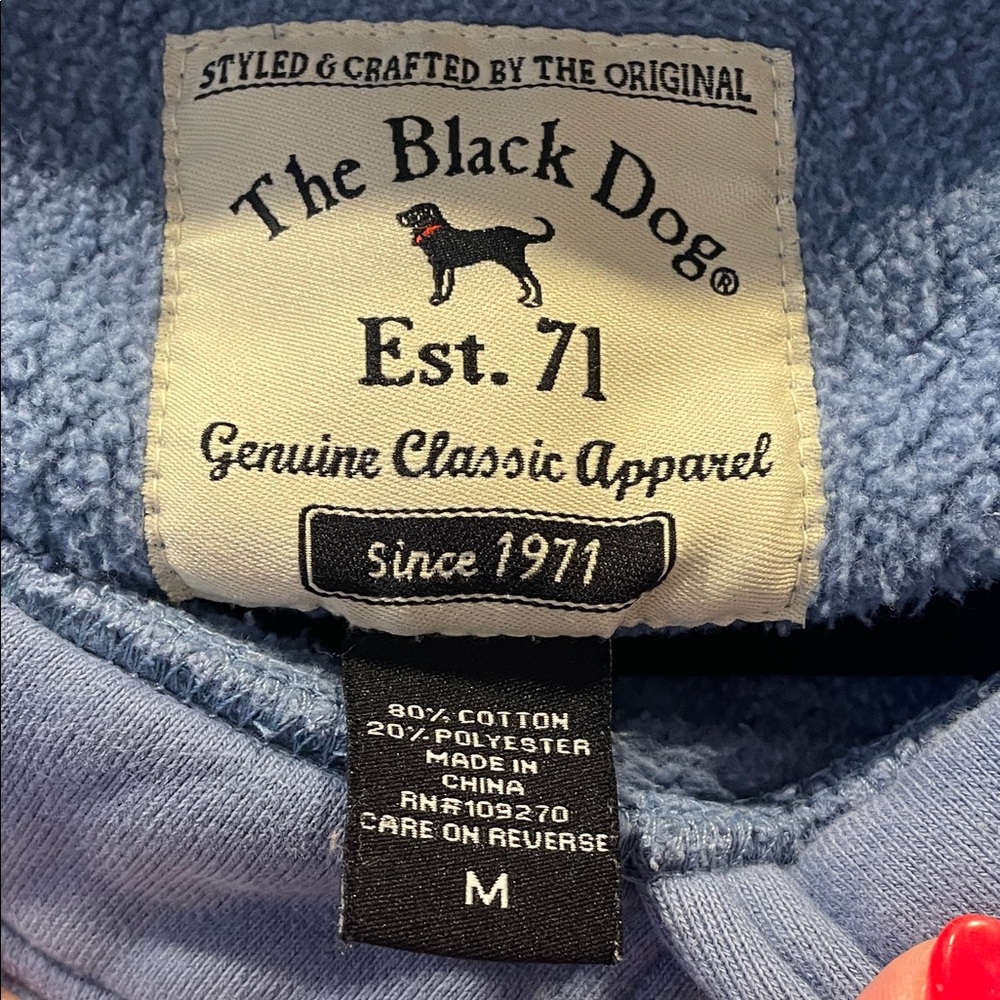 STYLED & CRAFTED BY THE ORIGINAL
The Black Dog®
Est. 71
Genuine Classic Apparel
Since 1971
80% COTTON
20% POLYESTER
MADE IN
CHINA
RN#109270
CARE ON REVERSE
M